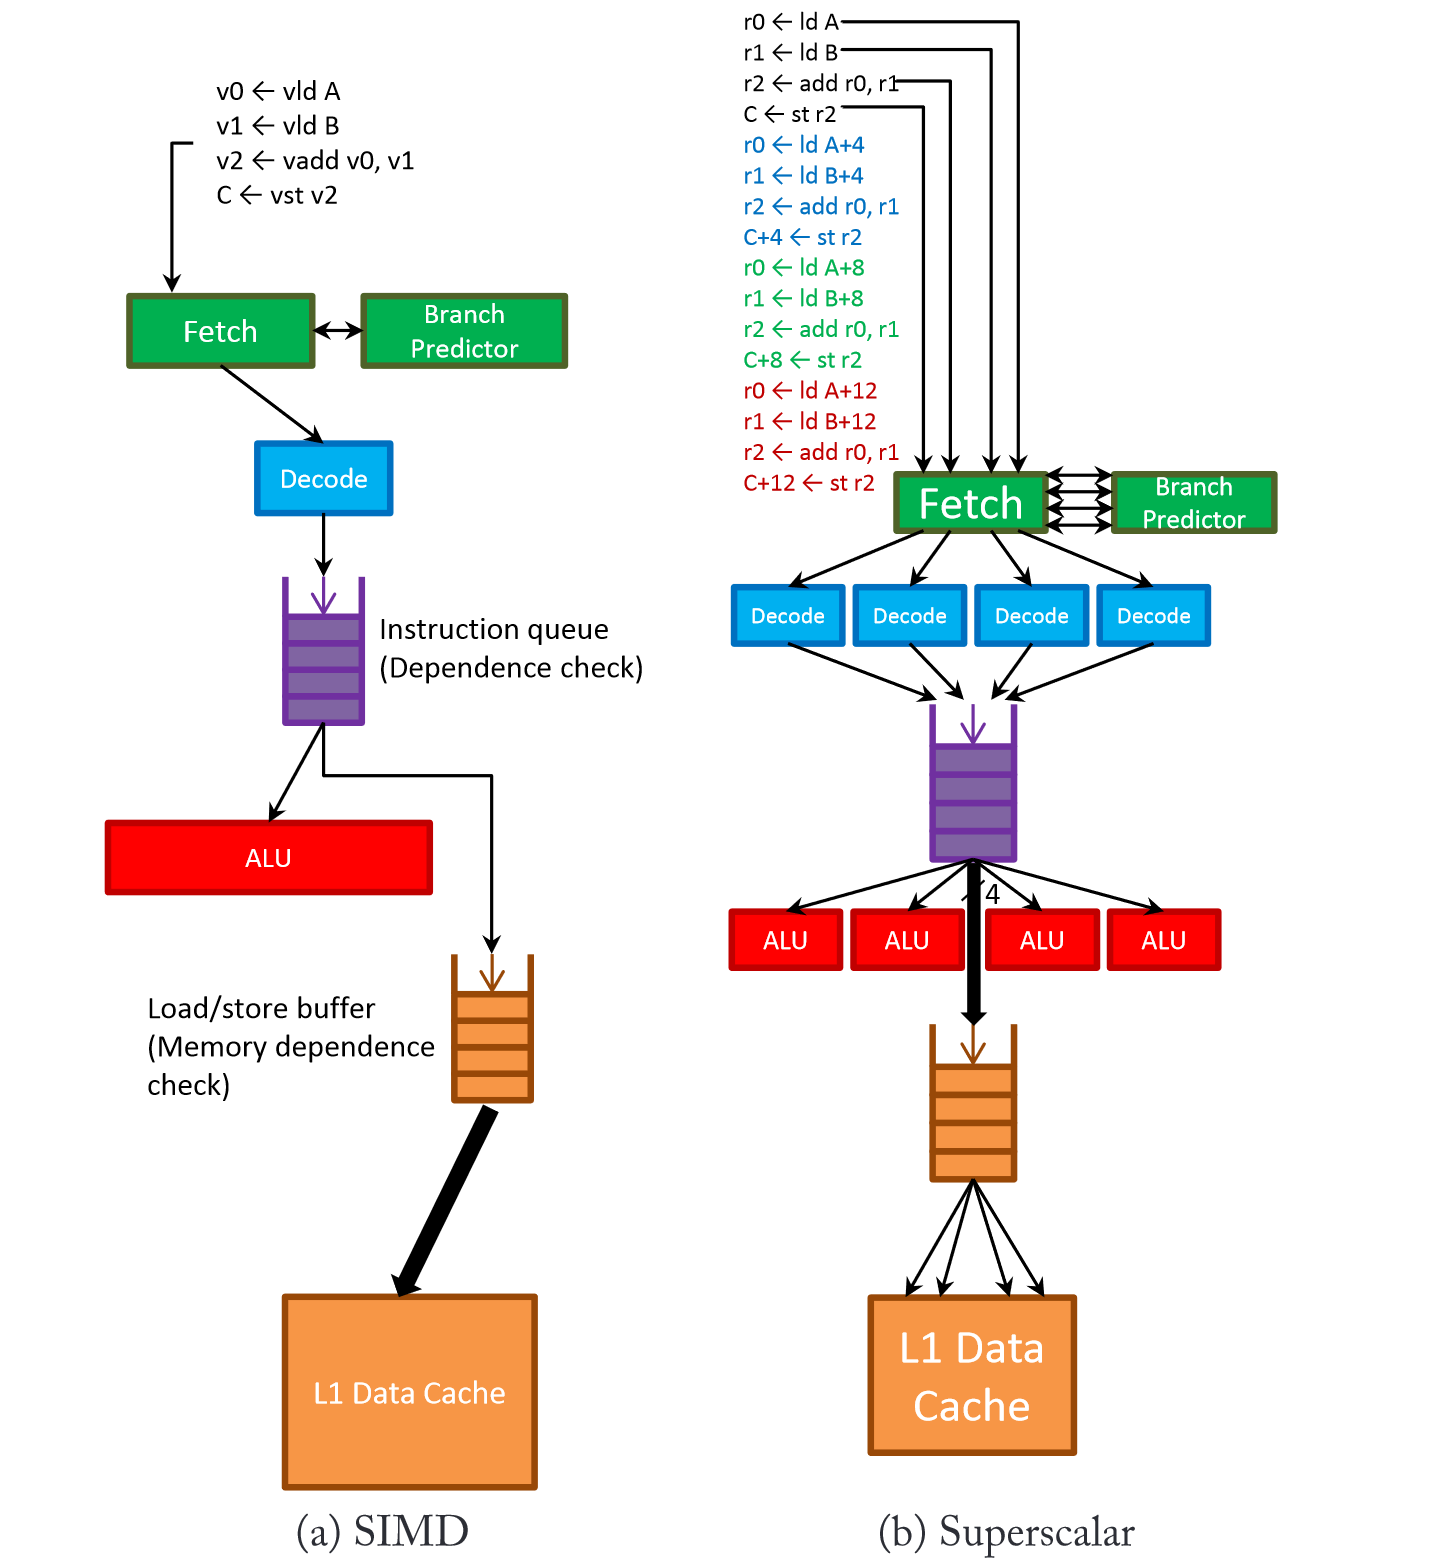 v0 ← vld A
v1 ← vld B
v2 ← vadd v0, v1
C ← vst v2
Fetch
Branch
Predictor
Decode
Instruction queue
(Dependence check)
ALU
Load/store buffer
(Memory dependence
check)
L1 Data Cache
(a) SIMD
r0 ← ld A
r1 ← ld B
r2 ← add r0, r1
C ← st r2
r0 ← ld A+4
r1 ← ld B+4
r2 ← add r0, r1
C+4 ← st r2
r0 ← ld A+8
r1 ← ld B+8
r2 ← add r0, r1
C+8 ← st r2
r0 ← ld A+12
r1 ← ld B+12
r2 ← add r0, r1
C+12 ← st r2
Fetch
Branch
Predictor
Decode
Decode
Decode
Decode
4
ALU
ALU
ALU
ALU
L1 Data
Cache
(b) Superscalar